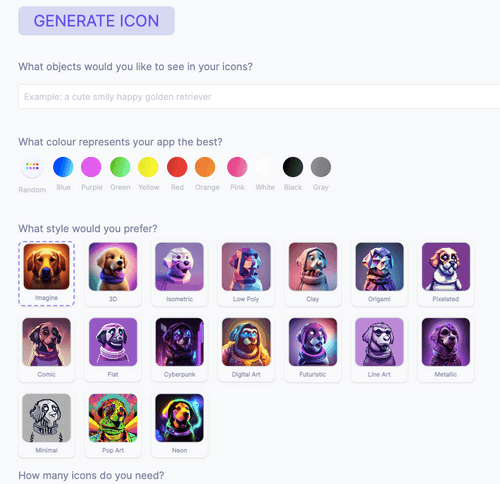 GENERATE ICON
What objects would you like to see in your icons?
Example: a cute smily happy golden retriever
What colour represents your app the best?
Random Blue Purple Green Yellow Red Orange Pink White Black Gray
What style would you prefer?
Imagine 3D Isometric Low Poly Clay Origami Pixelated
Comic Flat Cyberpunk Digital Art Futuristic Line Art Metallic
Minimal Pop Art Neon
How many icons do you need?